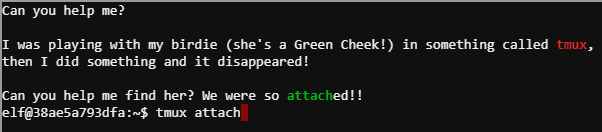 Can you help me?
I was playing with my birdie (she's a Green Cheek!) in something called tmux,
then I did something and it disappeared!
Can you help me find her? We were so attached!!
elf@38ae5a793dfa:~$ tmux attach